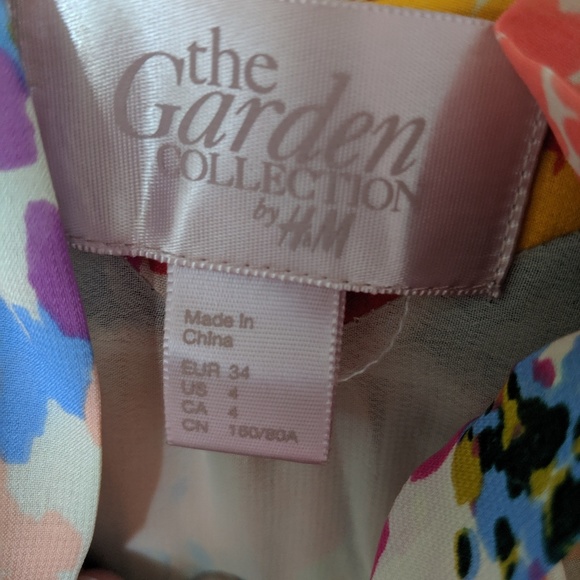 the
Garden
COLLECTION
by H&M
Made in
China
EUR 34
US 4
CA 4
CN 160/80A